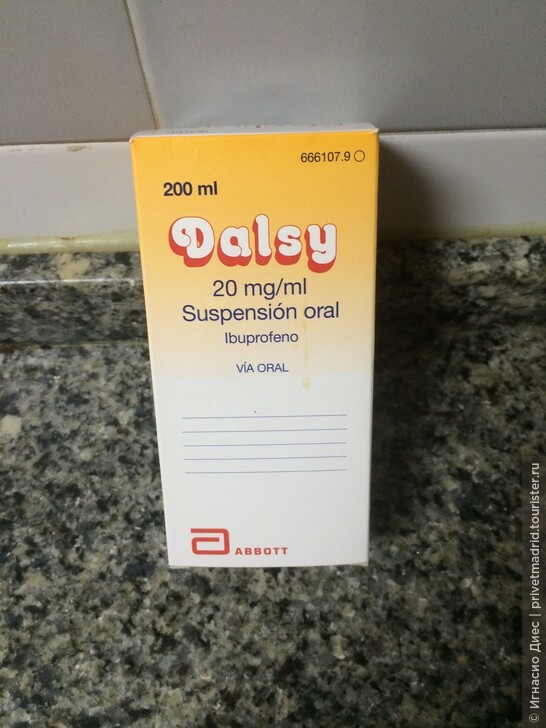 666107.9
200 ml
Dalsy
20 mg/ml
Suspensión oral
Ibuprofeno
VÍA ORAL
ABBOTT
© Игнасио Диес | privetmadrid.tourister.ru